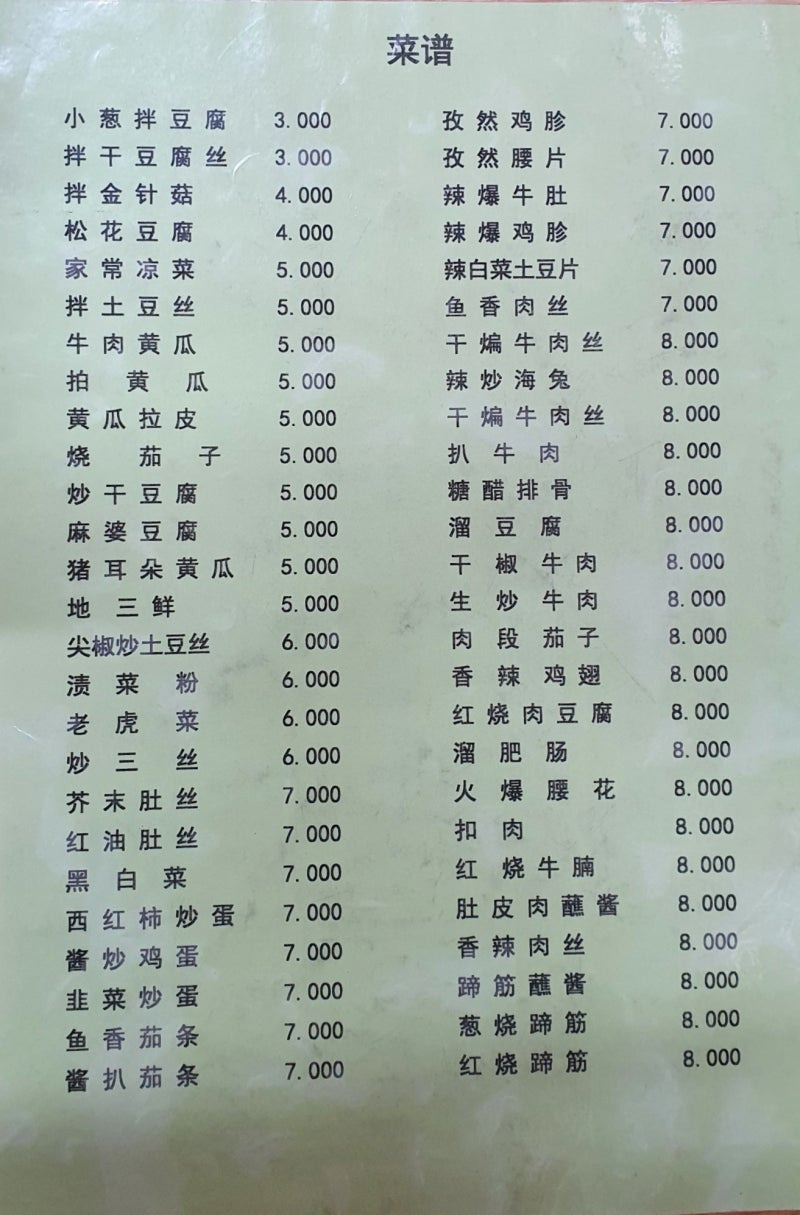 菜谱
小葱拌豆腐 3.000
拌干豆腐丝 3.000
拌金针菇 4.000
松花豆腐 4.000
家常凉菜 5.000
拌土豆丝 5.000
牛肉黄瓜 5.000
拍黄瓜 5.000
黄瓜拉皮 5.000
烧茄子 5.000
炒干豆腐 5.000
麻婆豆腐 5.000
猪耳朵黄瓜 5.000
地三鲜 5.000
尖椒炒土豆丝 6.000
渍菜粉 6.000
老虎菜 6.000
炒三丝 6.000
芥末肚丝 7.000
红油肚丝 7.000
黑白菜 7.000
西红柿炒蛋 7.000
酱炒鸡蛋 7.000
韭菜炒蛋 7.000
鱼香茄条 7.000
酱扒茄条 7.000
孜然鸡胗 7.000
孜然腰片 7.000
辣爆牛肚 7.000
辣爆鸡胗 7.000
辣白菜土豆片 7.000
鱼香肉丝 7.000
干煸牛肉丝 8.000
辣炒海兔 8.000
干煸牛肉丝 8.000
扒牛肉 8.000
糖醋排骨 8.000
溜豆腐 8.000
干椒牛肉 8.000
生炒牛肉 8.000
肉段茄子 8.000
香辣鸡翅 8.000
红烧肉豆腐 8.000
溜肥肠 8.000
火爆腰花 8.000
扣肉 8.000
红烧牛腩 8.000
肚皮肉蘸酱 8.000
香辣肉丝 8.000
蹄筋蘸酱 8.000
葱烧蹄筋 8.000
红烧蹄筋 8.000